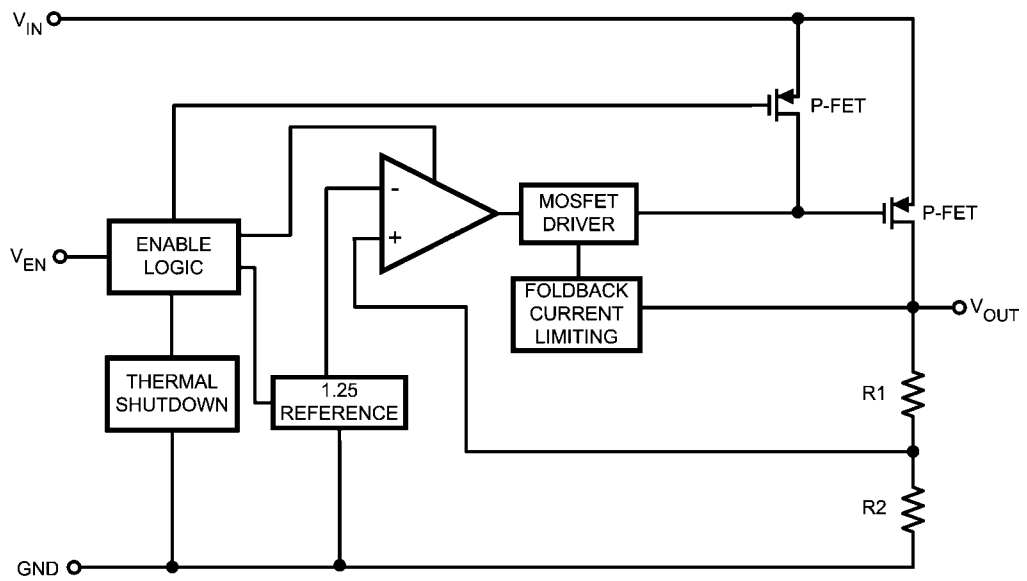 VIN
P-FET
MOSFET
DRIVER
P-FET
-
+
ENABLE
LOGIC
VEN
FOLDBACK
CURRENT
LIMITING
VOUT
THERMAL
SHUTDOWN
1.25
REFERENCE
R1
R2
GND